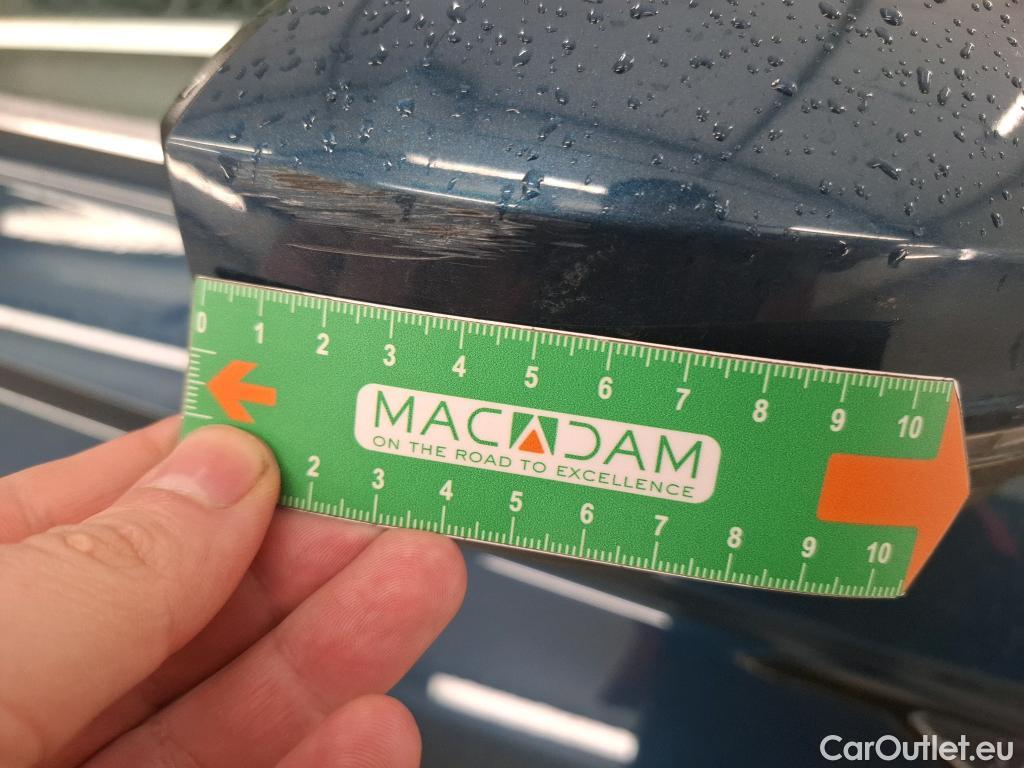 0 1 2 3 4 5 6 7 8 9 10
MACADAM
ON THE ROAD TO EXCELLENCE
2 3 4 5 6 7 8 9 10
CarOutlet.eu